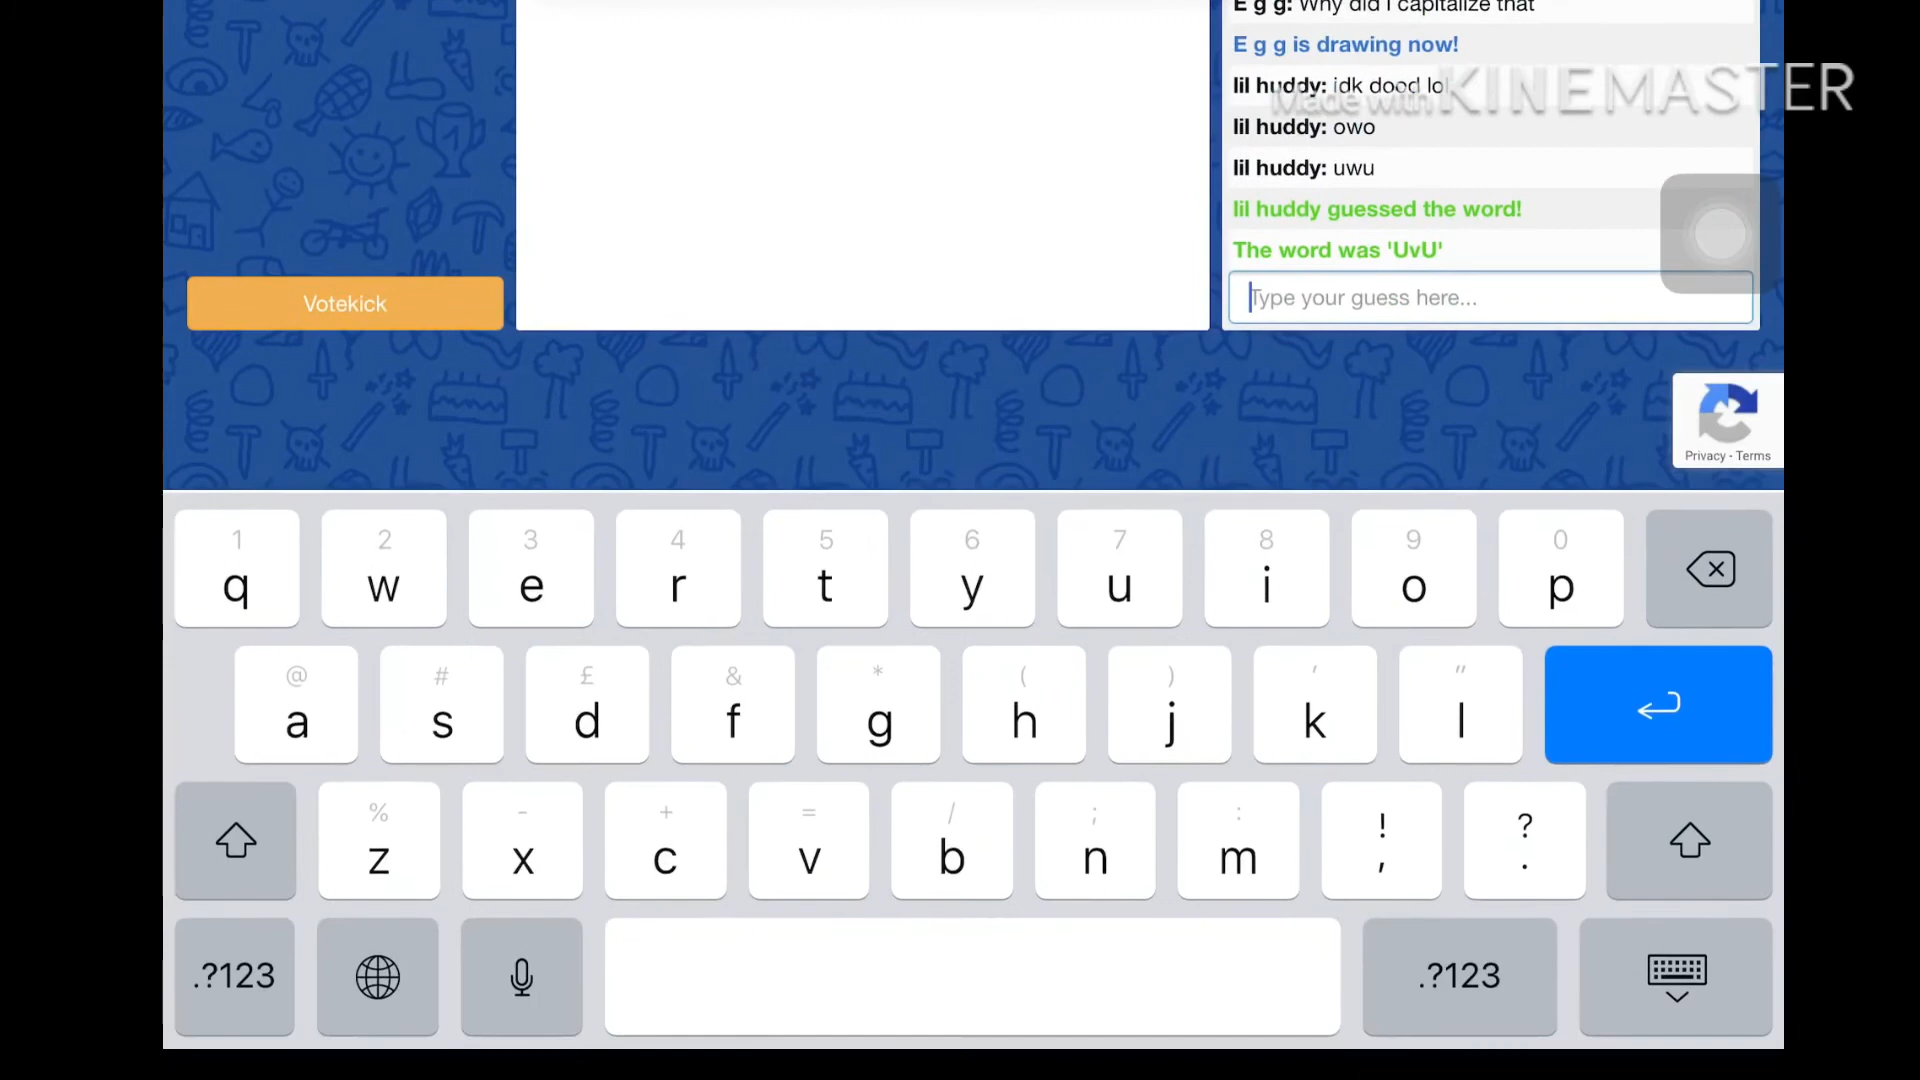 E g g: Why did I capitalize that
E g g is drawing now!
lil huddy: idk dood lol
Made with KINEMASTER
lil huddy: owo
lil huddy: uwu
lil huddy guessed the word!
The word was 'UvU'
Votekick
Type your guess here...
Privacy - Terms
1 2 3 4 5 6 7 8 9 0
q w e r t y u i o p
@ # £ & * ( ) ' "
a s d f g h j k l
% - + = / ; : ! ?
z x c v b n m , .
.?123 .?123